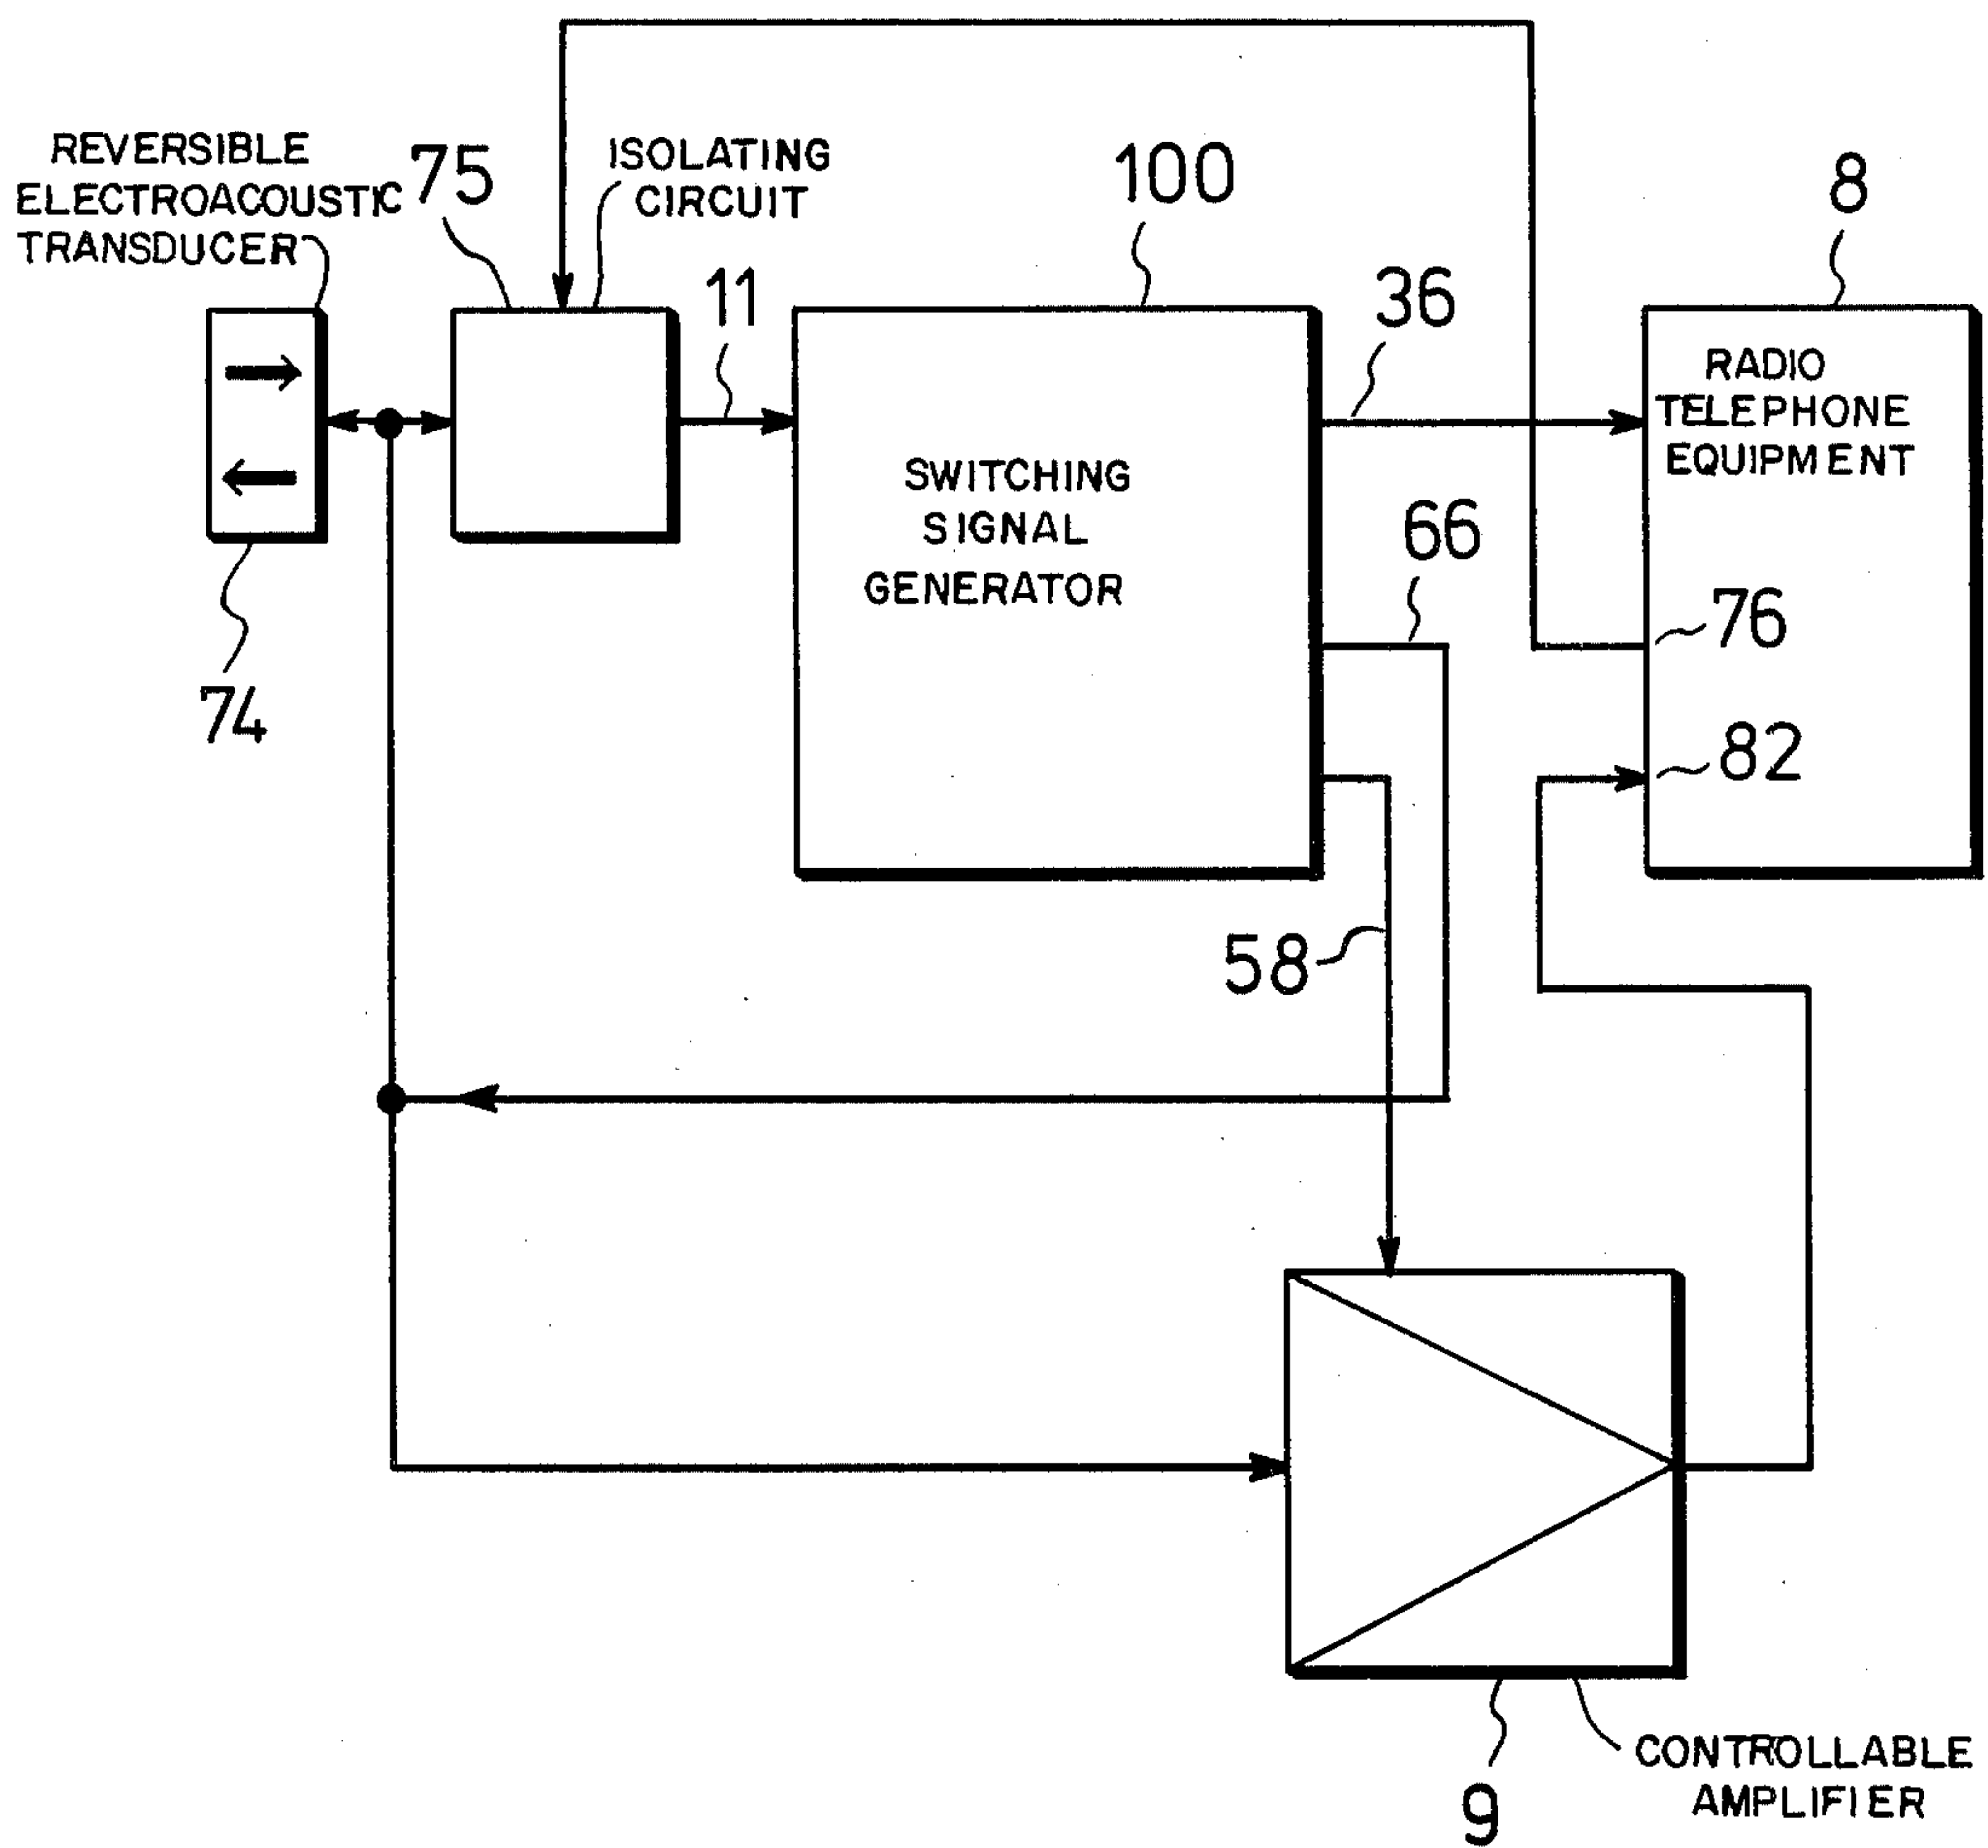 REVERSIBLE
ELECTROACOUSTIC
TRANSDUCER
75
ISOLATING
CIRCUIT
100
8
11
36
RADIO
TELEPHONE
EQUIPMENT
SWITCHING
SIGNAL
GENERATOR
66
76
74
82
58
9
CONTROLLABLE
AMPLIFIER